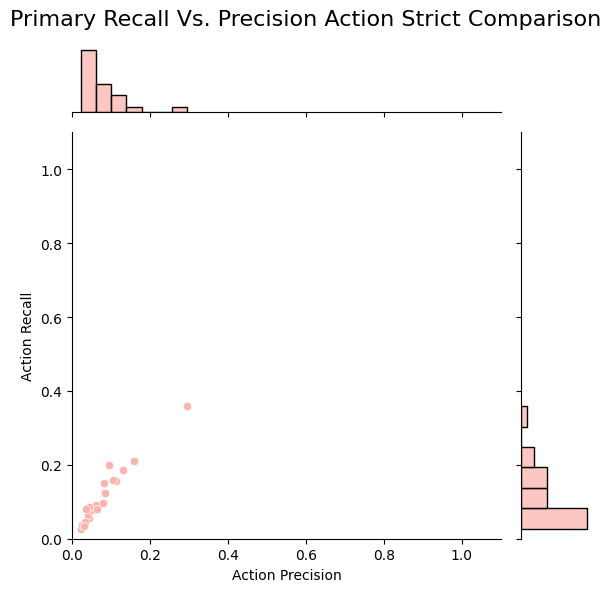 Primary Recall Vs. Precision Action Strict Comparison
1.0
0.8
0.6
0.4
0.2
0.0
Action Recall
0.0 0.2 0.4 0.6 0.8 1.0
Action Precision